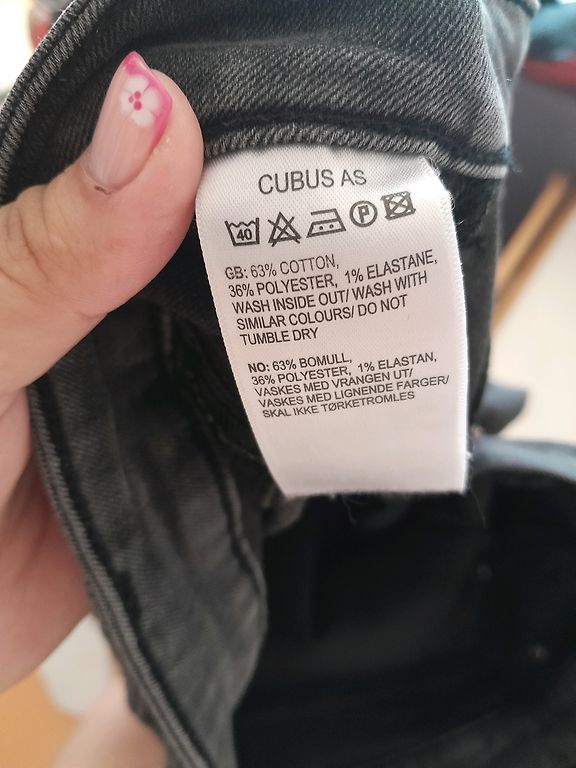 CUBUS AS
40 P
GB: 63% COTTON,
36% POLYESTER, 1% ELASTANE,
WASH INSIDE OUT/ WASH WITH
SIMILAR COLOURS/ DO NOT
TUMBLE DRY
NO: 63% BOMULL,
36% POLYESTER, 1% ELASTAN,
VASKES MED VRANGEN UT/
VASKES MED LIGNENDE FARGER/
SKAL IKKE TØRKETROMLES